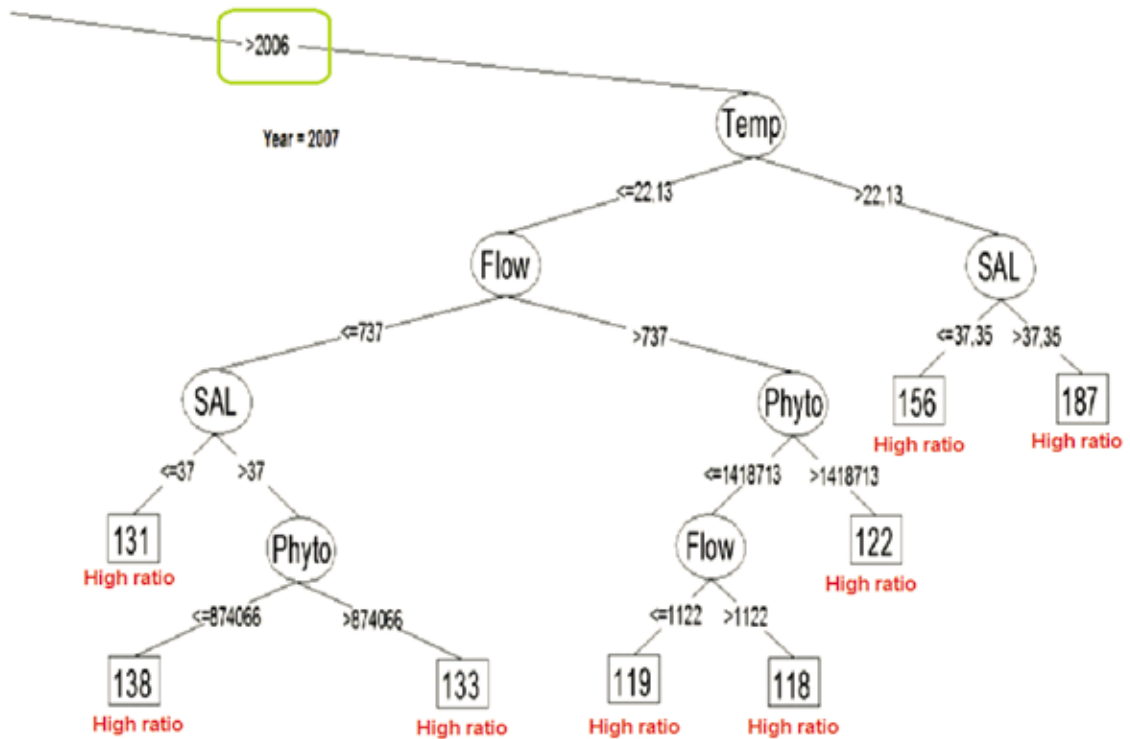 >2006
Year = 2007
Temp
<=22,13 >22,13
Flow SAL
<=737 >737
<=37,35 >37,35
SAL Phyto
156 187
High ratio High ratio
<=37 >37
<=1418713 >1418713
131 Phyto Flow 122
High ratio High ratio
<=874066 >874066
<=1122 >1122
138 133 119 118
High ratio High ratio High ratio High ratio